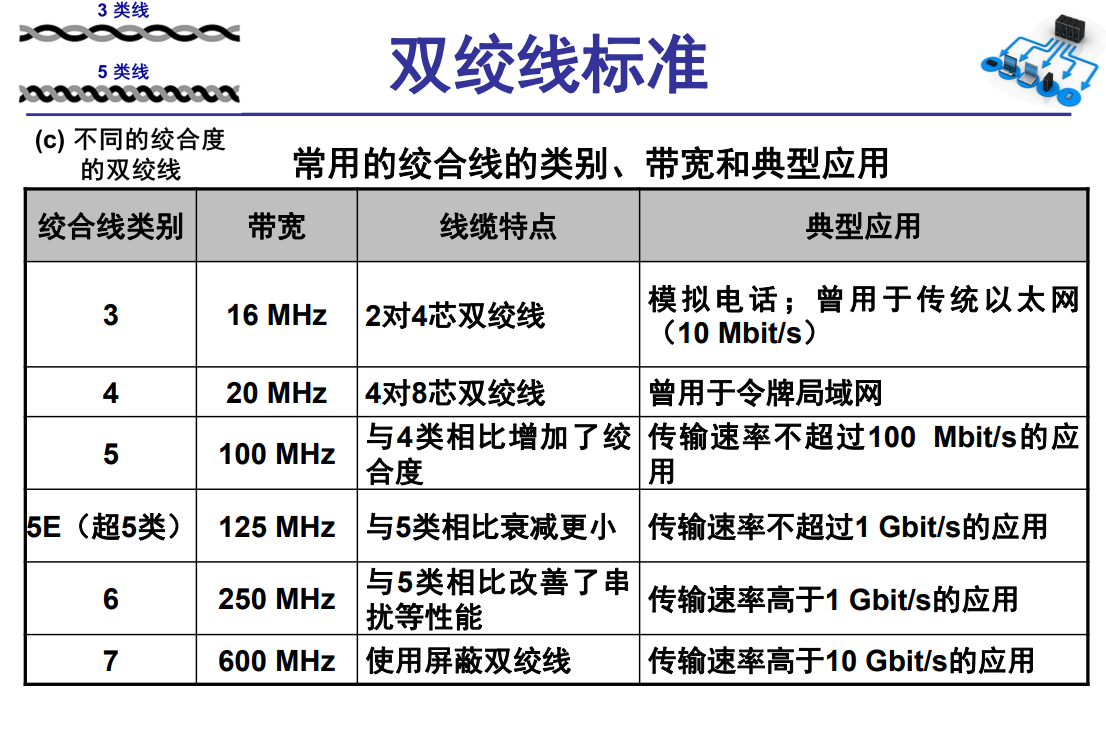 3 类线
5 类线
双绞线标准
(c) 不同的绞合度
的双绞线
常用的绞合线的类别、带宽和典型应用
绞合线类别 带宽 线缆特点 典型应用
3 16 MHz 2对4芯双绞线 模拟电话；曾用于传统以太网
（10 Mbit/s）
4 20 MHz 4对8芯双绞线 曾用于令牌局域网
5 100 MHz 与4类相比增加了绞
合度 传输速率不超过100 Mbit/s的应
用
5E（超5类） 125 MHz 与5类相比衰减更小 传输速率不超过1 Gbit/s的应用
6 250 MHz 与5类相比改善了串
扰等性能 传输速率高于1 Gbit/s的应用
7 600 MHz 使用屏蔽双绞线 传输速率高于10 Gbit/s的应用